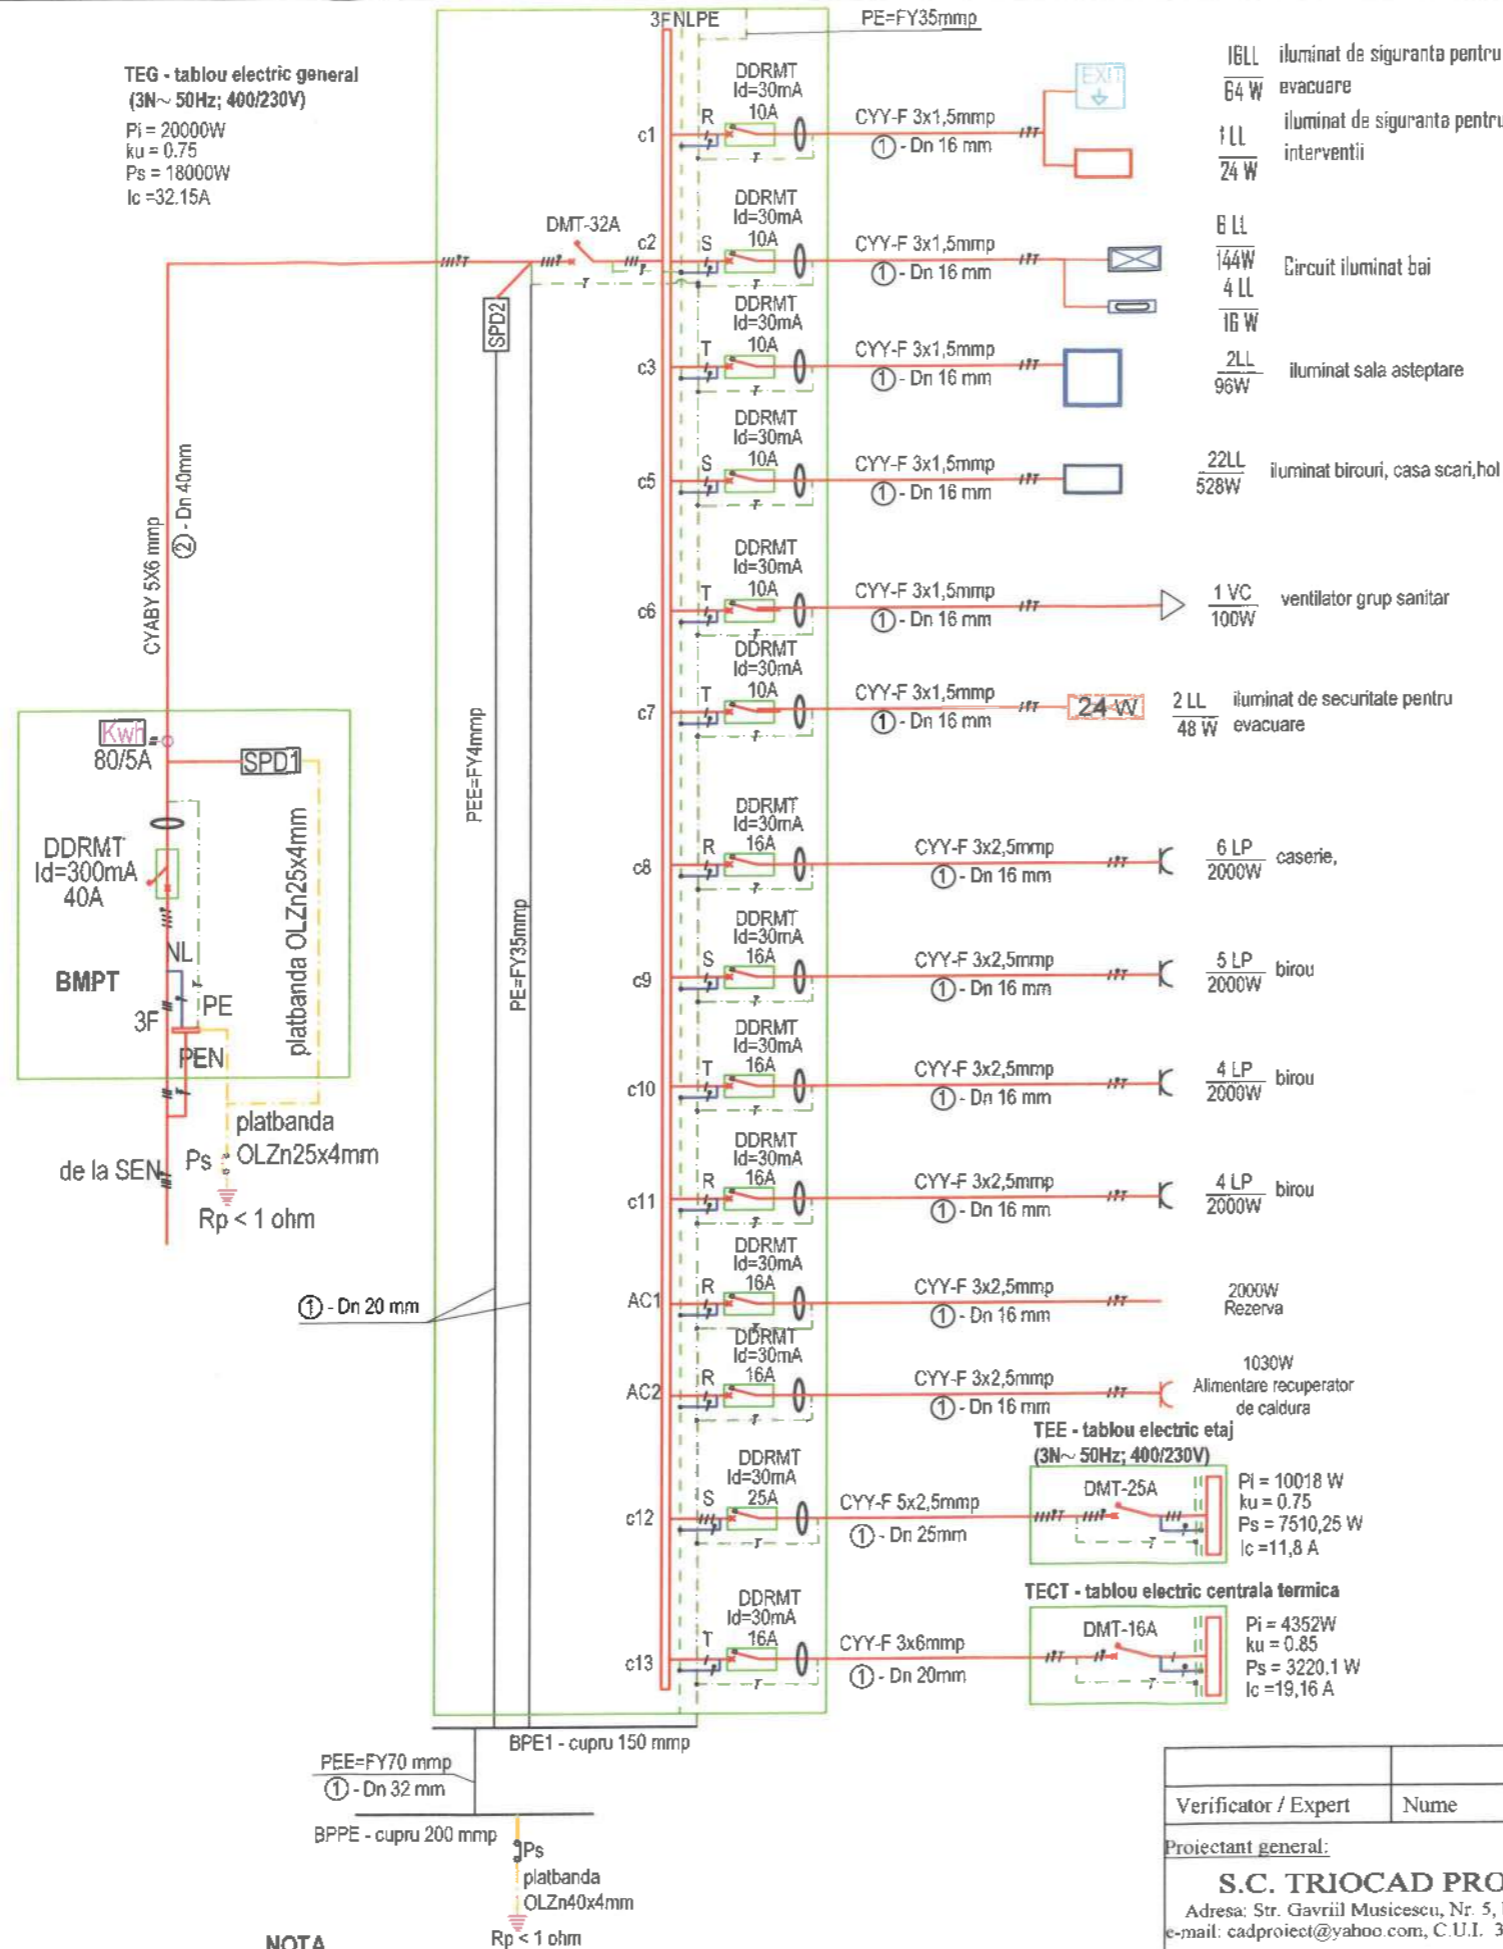 TEG - tablou electric general
(3N~ 50Hz; 400/230V)
Pi = 20000W
ku = 0.75
Ps = 18000W
Ic =32.15A
3FNLPE
PE=FY35mmp
DMT-32A
SPD2
CYABY 5X6 mmp
② - Dn 40mm
PEE=FY4mmp
PE=FY35mmp
① - Dn 20 mm
Kwh
80/5A
SPD1
DDRMT
Id=300mA
40A
NL
BMPT
3F
PE
PEN
platbanda OLZn25x4mm
platbanda
OLZn25x4mm
de la SEN
Ps
Rp < 1 ohm
c1
R
DDRMT
Id=30mA
10A
CYY-F 3x1,5mmp
① - Dn 16 mm
EXIT
16LL
64 W
iluminat de siguranta pentru
evacuare
1 LL
24 W
iluminat de siguranta pentru
interventii
c2
S
DDRMT
Id=30mA
10A
CYY-F 3x1,5mmp
① - Dn 16 mm
6 LL
144W
4 LL
16 W
Circuit iluminat bai
c3
T
DDRMT
Id=30mA
10A
CYY-F 3x1,5mmp
① - Dn 16 mm
2LL
96W
iluminat sala asteptare
c5
S
DDRMT
Id=30mA
10A
CYY-F 3x1,5mmp
① - Dn 16 mm
22LL
528W
iluminat birouri, casa scari,hol
c6
T
DDRMT
Id=30mA
10A
CYY-F 3x1,5mmp
① - Dn 16 mm
1 VC
100W
ventilator grup sanitar
c7
T
DDRMT
Id=30mA
10A
CYY-F 3x1,5mmp
① - Dn 16 mm
24 W
2 LL
48 W
iluminat de securitate pentru
evacuare
c8
R
DDRMT
Id=30mA
16A
CYY-F 3x2,5mmp
① - Dn 16 mm
6 LP
2000W
caserie,
c9
S
DDRMT
Id=30mA
16A
CYY-F 3x2,5mmp
① - Dn 16 mm
5 LP
2000W
birou
c10
T
DDRMT
Id=30mA
16A
CYY-F 3x2,5mmp
① - Dn 16 mm
4 LP
2000W
birou
c11
R
DDRMT
Id=30mA
16A
CYY-F 3x2,5mmp
① - Dn 16 mm
4 LP
2000W
birou
AC1
R
DDRMT
Id=30mA
16A
CYY-F 3x2,5mmp
① - Dn 16 mm
2000W
Rezerva
AC2
R
DDRMT
Id=30mA
16A
CYY-F 3x2,5mmp
① - Dn 16 mm
1030W
Alimentare recuperator
de caldura
c12
S
DDRMT
Id=30mA
25A
CYY-F 5x2,5mmp
① - Dn 25mm
TEE - tablou electric etaj
(3N~ 50Hz; 400/230V)
DMT-25A
Pi = 10018 W
ku = 0.75
Ps = 7510,25 W
Ic =11,8 A
c13
T
DDRMT
Id=30mA
16A
CYY-F 3x6mmp
① - Dn 20mm
TECT - tablou electric centrala termica
DMT-16A
Pi = 4352W
ku = 0.85
Ps = 3220.1 W
Ic =19,16 A
BPE1 - cupru 150 mmp
PEE=FY70 mmp
① - Dn 32 mm
BPPE - cupru 200 mmp
Ps
platbanda
OLZn40x4mm
Rp < 1 ohm
NOTA
Verificator / Expert
Nume
Proiectant general:
S.C. TRIOCAD PRO
Adresa: Str. Gavriil Musicescu, Nr. 5,
e-mail: cadproiect@yahoo.com, C.U.I. 3